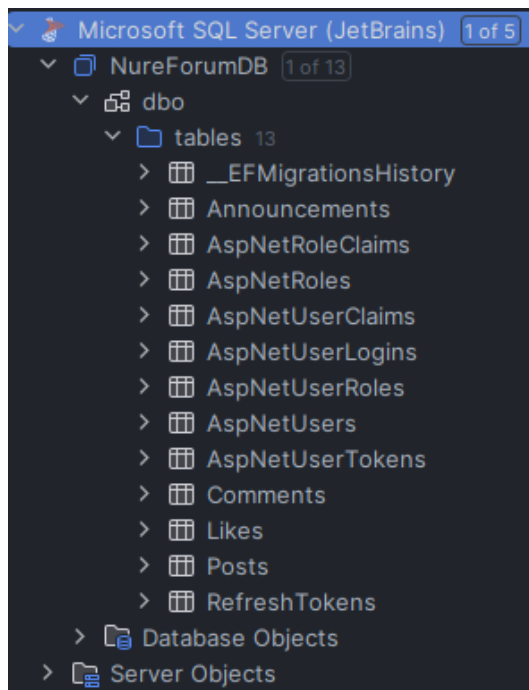 Microsoft SQL Server (JetBrains) 1 of 5
NureForumDB 1 of 13
dbo
tables 13
__EFMigrationsHistory
Announcements
AspNetRoleClaims
AspNetRoles
AspNetUserClaims
AspNetUserLogins
AspNetUserRoles
AspNetUsers
AspNetUserTokens
Comments
Likes
Posts
RefreshTokens
Database Objects
Server Objects